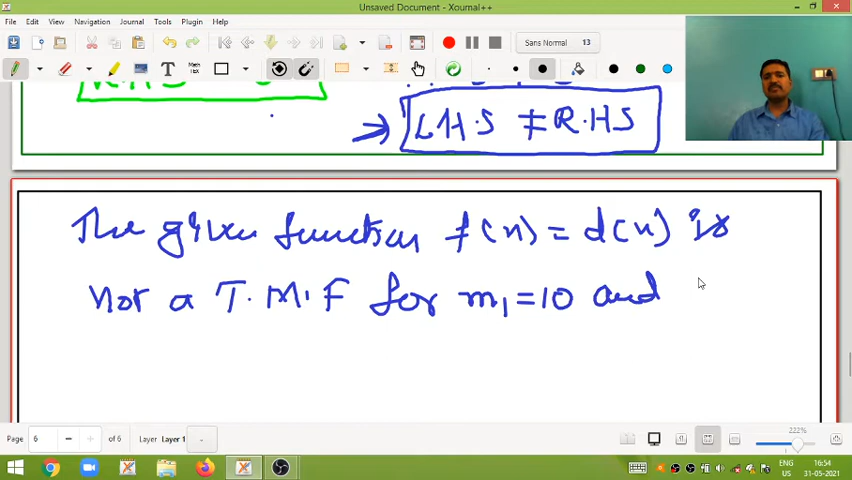 Unsaved Document - Xournal++
File Edit View Navigation Journal Tools Plugin Help
Sans Normal 13
R.H.S
L.H.S ≠ R.H.S
The given function f(n) = d(n) is
not a T.M.F for m₁=10 and
Page 6 of 6 Layer Layer 1 222%
ENG 16:54
US 31-05-2021